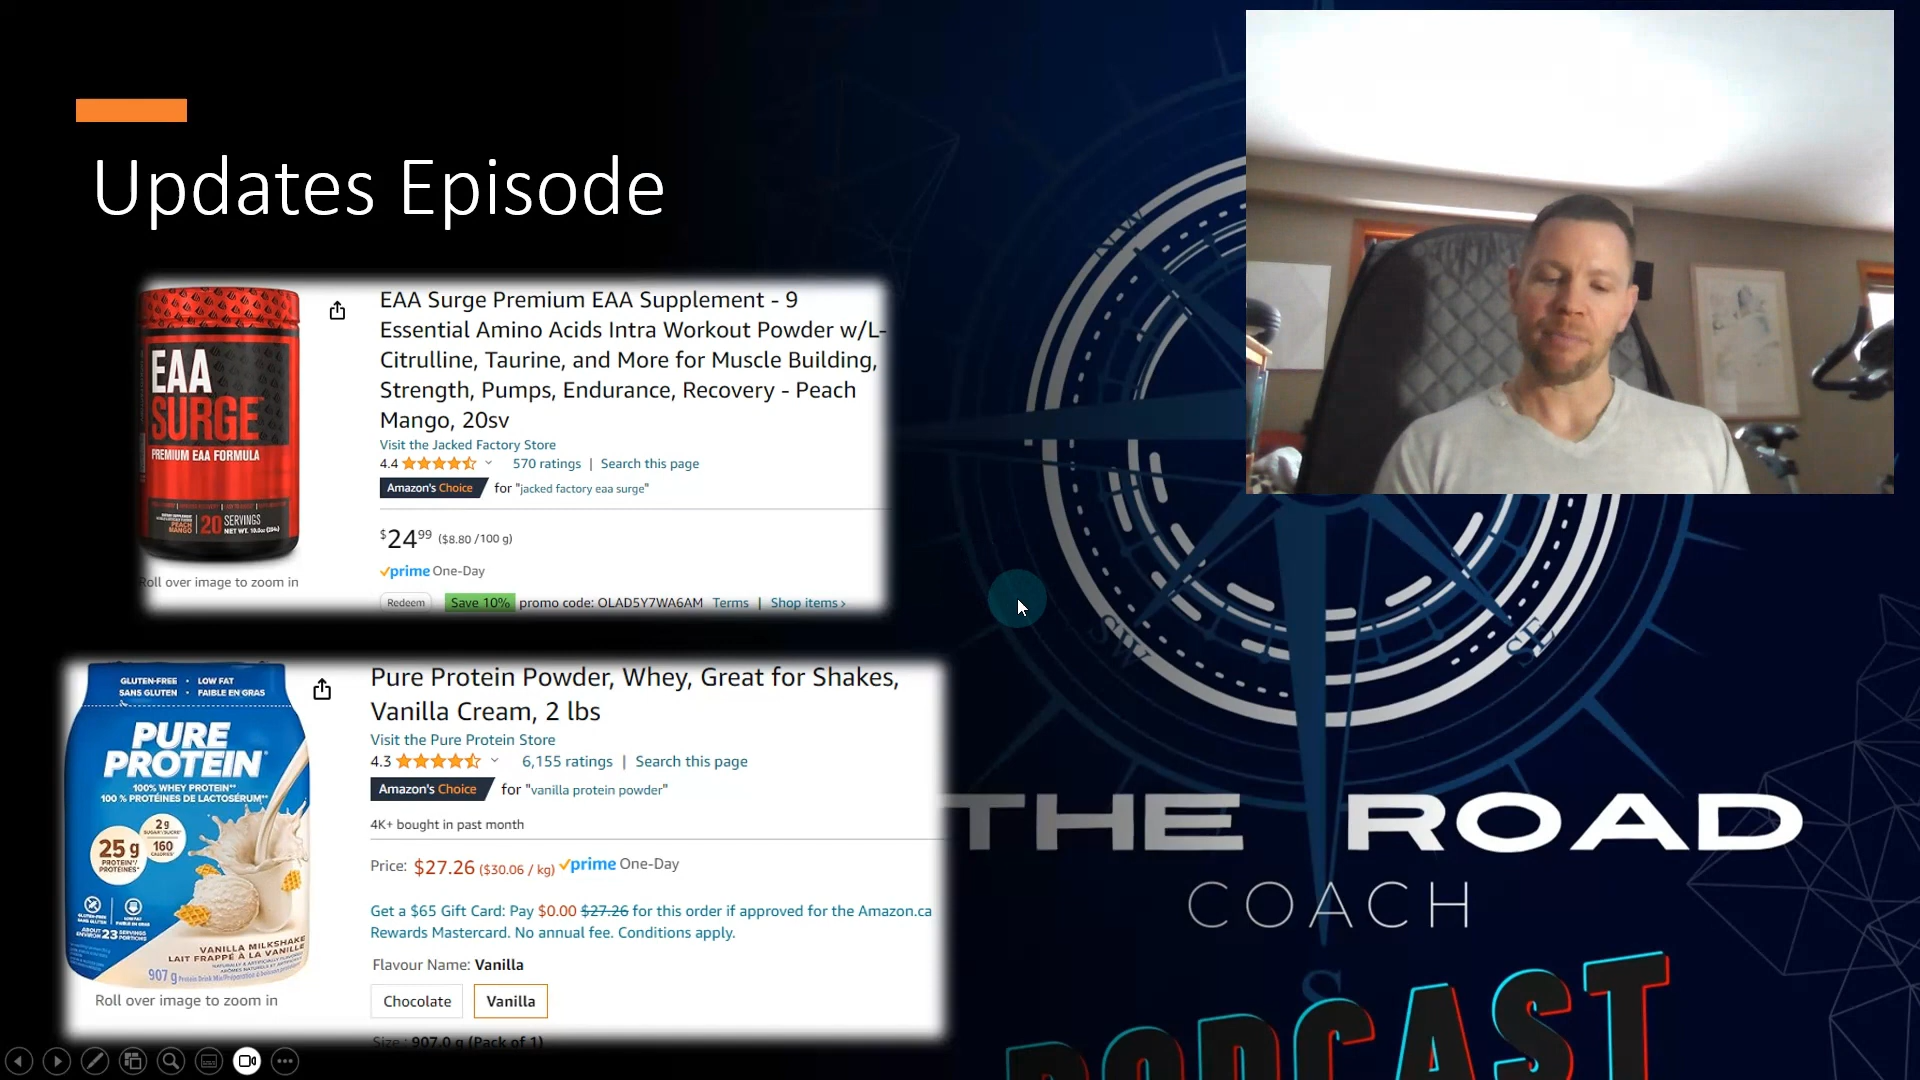 Updates Episode
EAA Surge Premium EAA Supplement - 9
Essential Amino Acids Intra Workout Powder w/L-
Citrulline, Taurine, and More for Muscle Building,
Strength, Pumps, Endurance, Recovery - Peach
Mango, 20sv
Visit the Jacked Factory Store
4.4 570 ratings | Search this page
Amazon's Choice for "jacked factory eaa surge"
$24.99 ($8.80 /100 g)
prime One-Day
Redeem Save 10% promo code: OLAD5Y7WA6AM Terms | Shop items ›
EAA
SURGE
PREMIUM EAA FORMULA
PEACH
MANGO
20 SERVINGS
Roll over image to zoom in
GLUTEN-FREE • LOW FAT
SANS GLUTEN • FAIBLE EN GRAS
PURE
PROTEIN
100% WHEY PROTEIN**
100 % PROTÉINES DE LACTOSÉRUM**
2g
160
25 g
VANILLA MILKSHAKE
LAIT FRAPPÉ À LA VANILLE
907 g
Roll over image to zoom in
Pure Protein Powder, Whey, Great for Shakes,
Vanilla Cream, 2 lbs
Visit the Pure Protein Store
4.3 6,155 ratings | Search this page
Amazon's Choice for "vanilla protein powder"
4K+ bought in past month
Price: $27.26 ($30.06 / kg) prime One-Day
Get a $65 Gift Card: Pay $0.00 $27.26 for this order if approved for the Amazon.ca
Rewards Mastercard. No annual fee. Conditions apply.
Flavour Name: Vanilla
Chocolate Vanilla
Size : 907.0 g (Pack of 1)
NW
SW
SE
S
THE ROAD
COACH
PODCAST